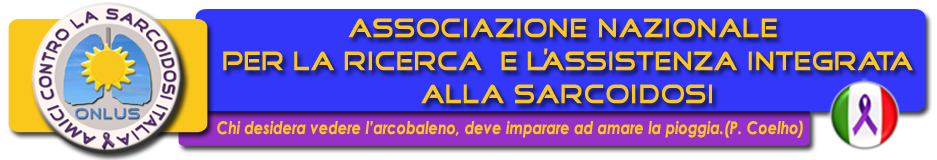 AMICI CONTRO LA SARCOIDOSI ITALIA
ONLUS
ASSOCIAZIONE NAZIONALE
PER LA RICERCA E L'ASSISTENZA INTEGRATA
ALLA SARCOIDOSI
Chi desidera vedere l'arcobaleno, deve imparare ad amare la pioggia.(P. Coelho)